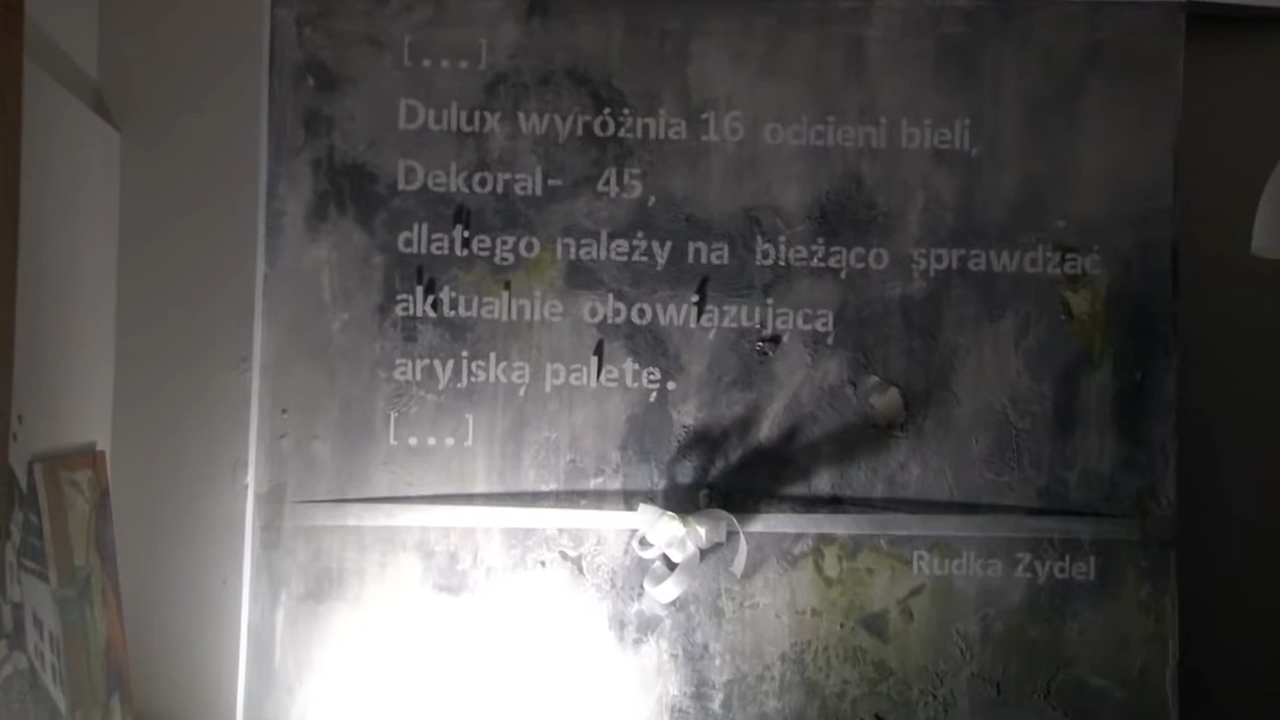 [...]
Dulux wyróżnia 16 odcieni bieli,
Dekoral- 45,
dlatego należy na bieżąco sprawdzać
aktualnie obowiązującą
aryjską paletę.
[...]
Rudka Zydel